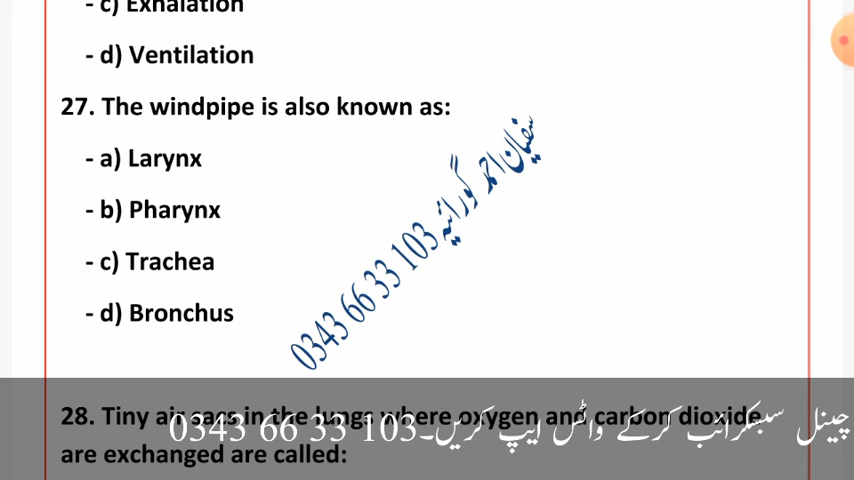 - c) Exhalation
- d) Ventilation
27. The windpipe is also known as:
- a) Larynx
- b) Pharynx
- c) Trachea
- d) Bronchus
سفیان احمد گورائیہ 103 33 66 0343
28. Tiny air sacs in the lungs where oxygen and carbon dioxide
are exchanged are called:
چینل سبسکرائب کرکے واٹس ایپ کریں۔103 33 66 0343